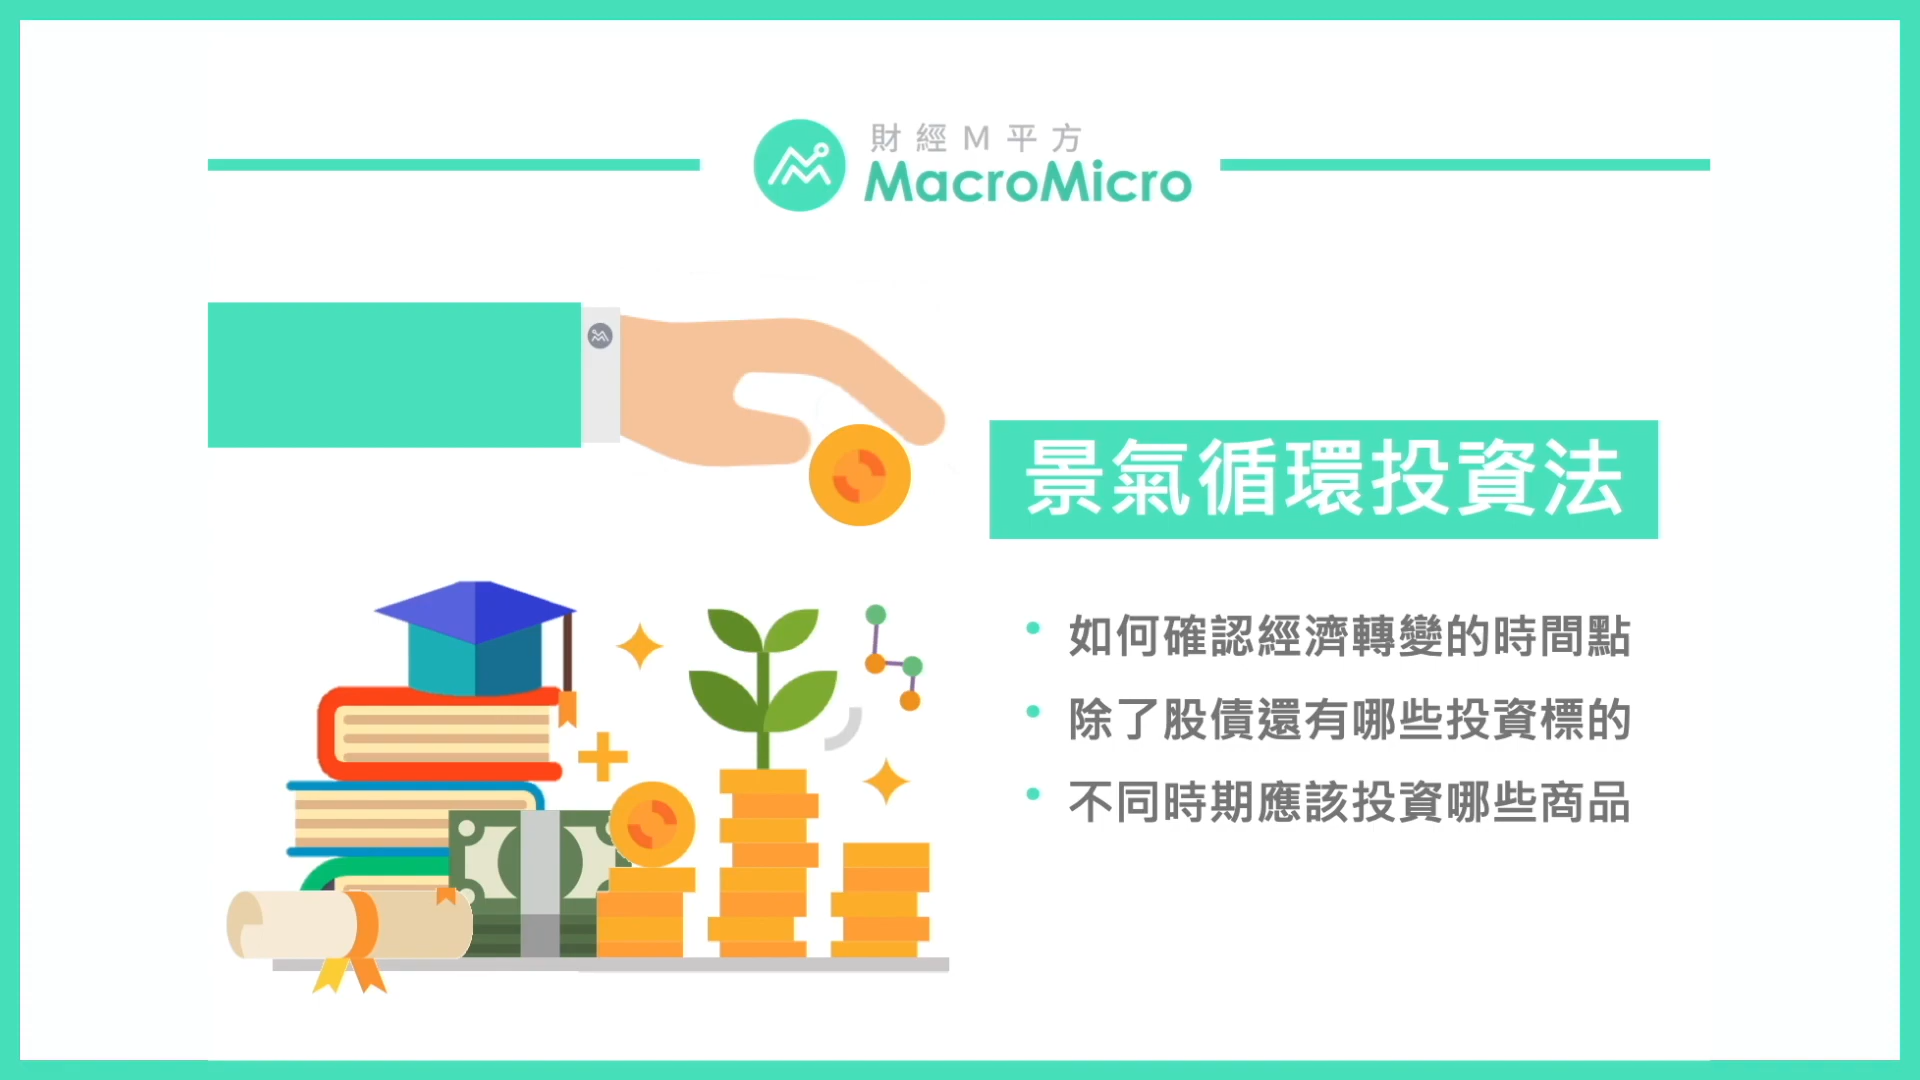 財經M平方
MacroMicro
景氣循環投資法
如何確認經濟轉變的時間點
除了股債還有哪些投資標的
不同時期應該投資哪些商品